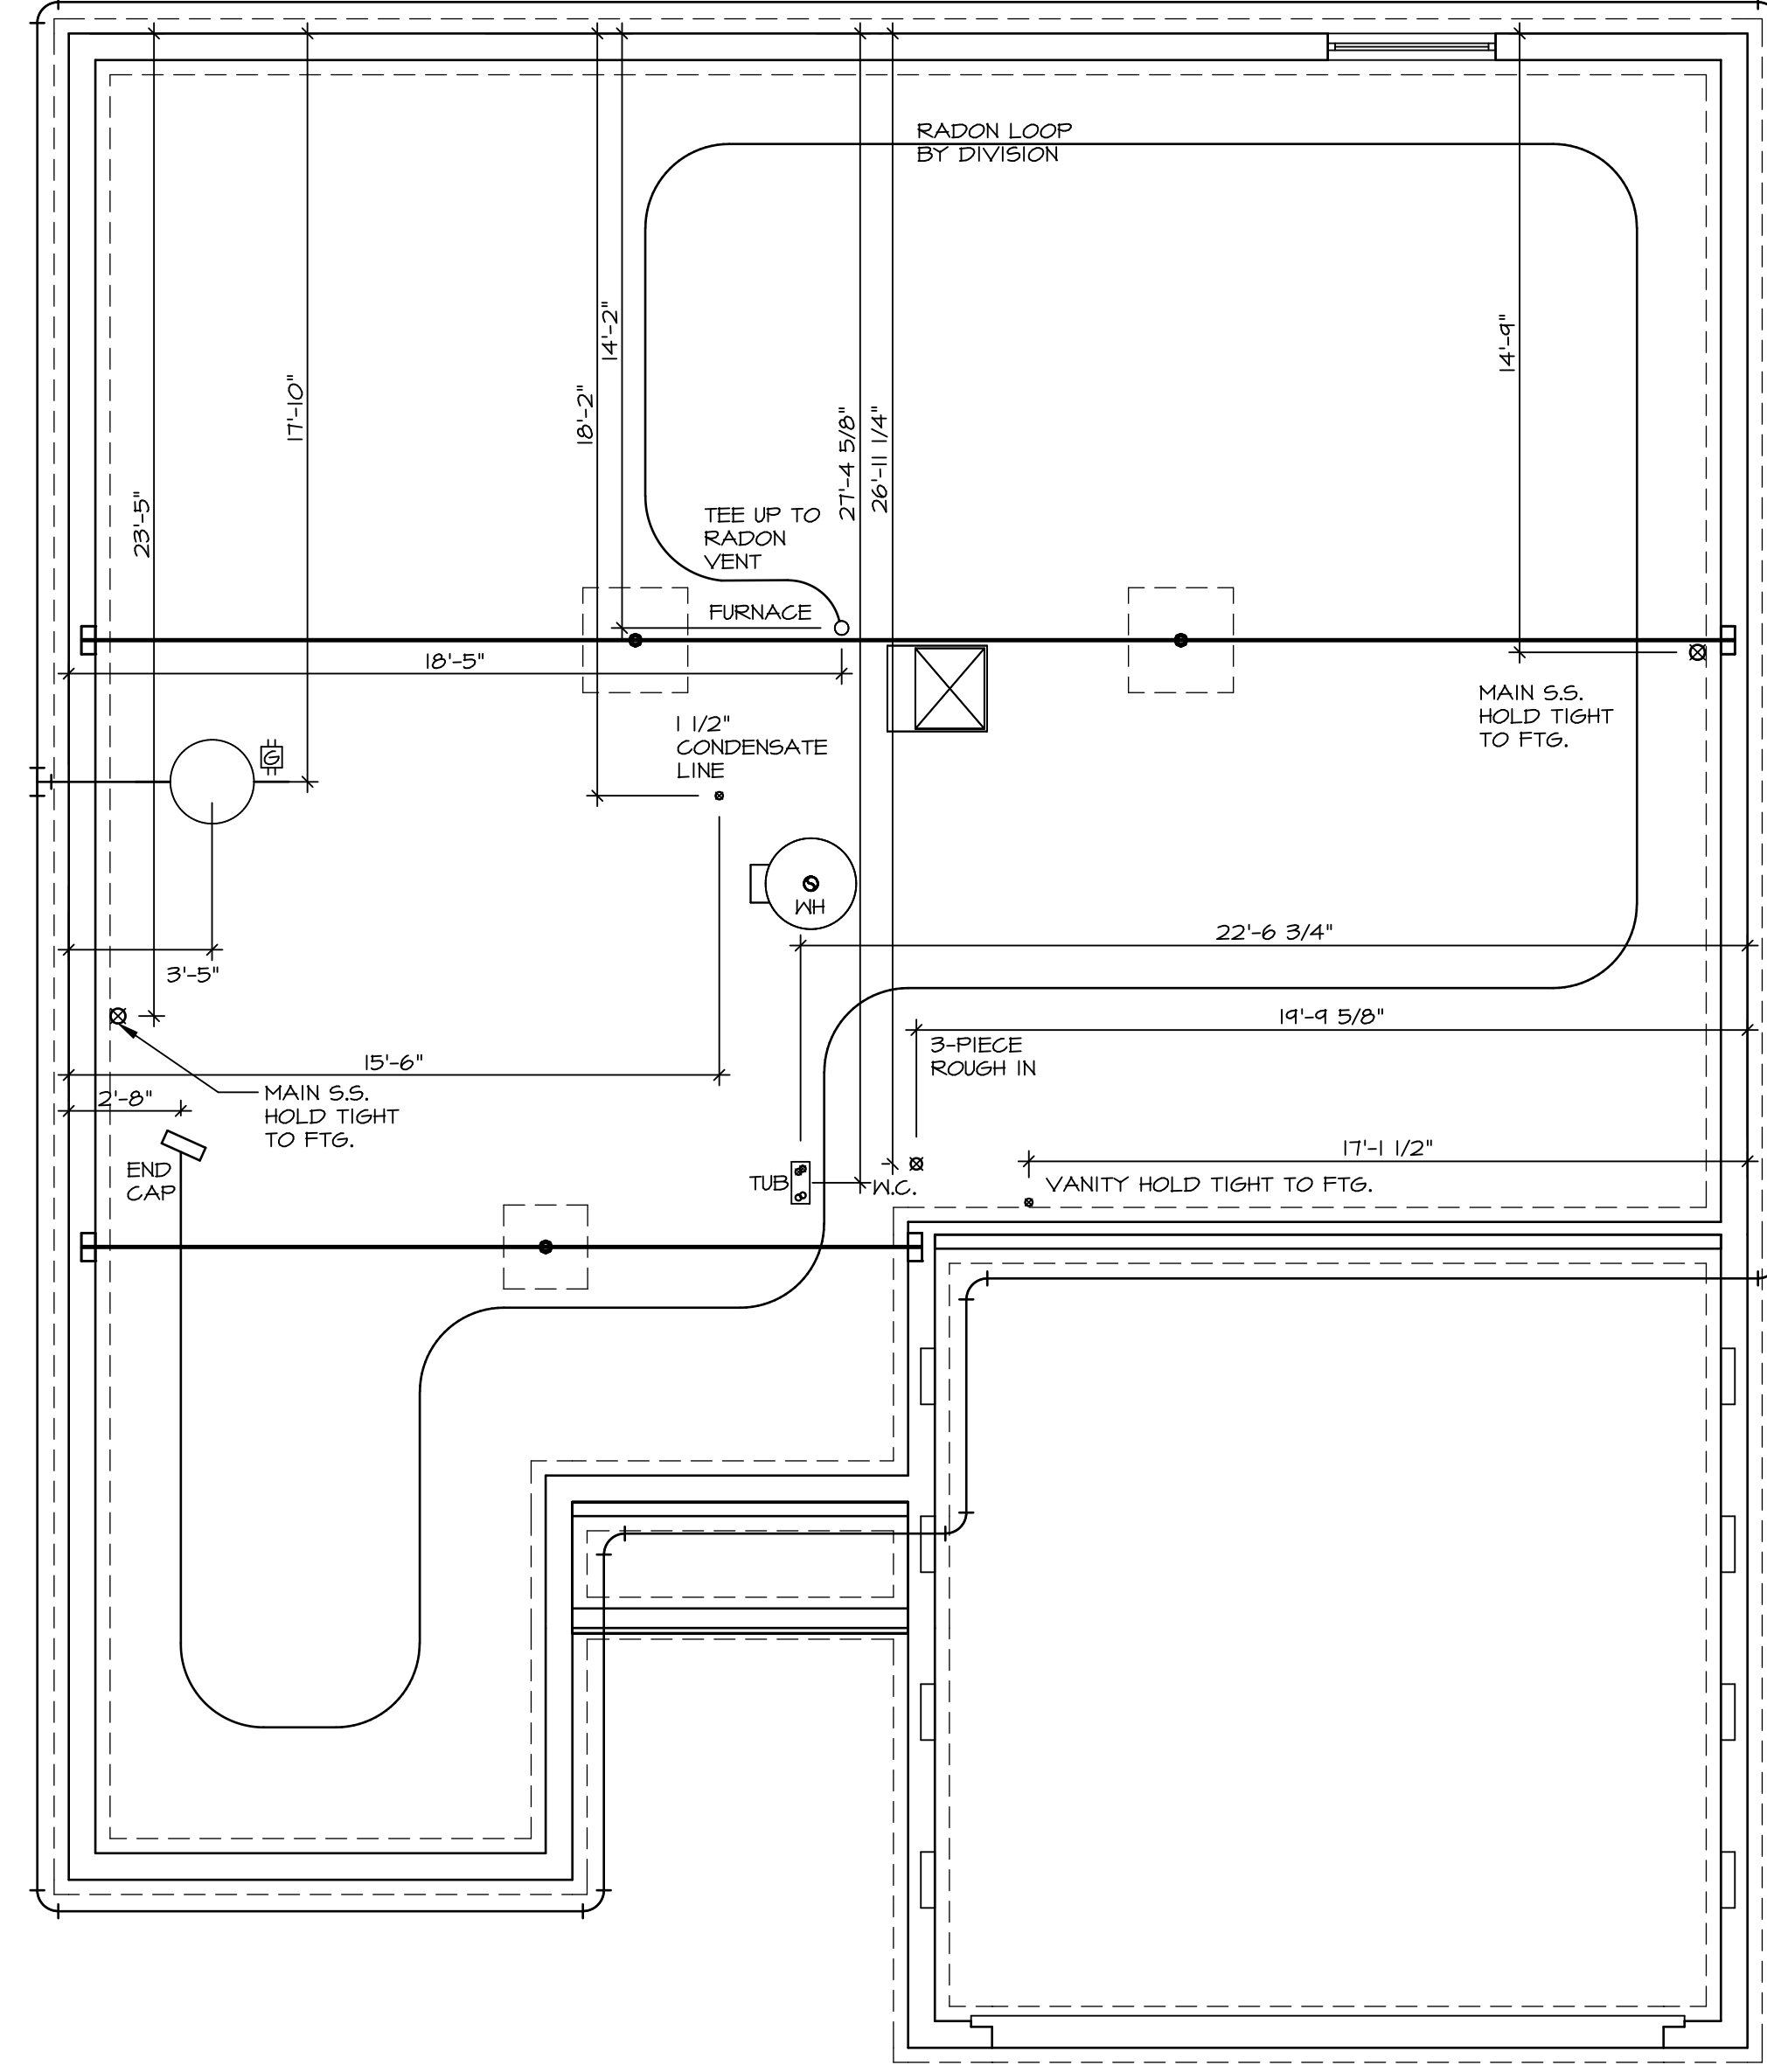 RADON LOOP
BY DIVISION
14'-2"
14'-9"
17'-10"
18'-2"
27'-4 5/8"
26'-11 1/4"
23'-5"
TEE UP TO
RADON
VENT
FURNACE
18'-5"
MAIN S.S.
HOLD TIGHT
TO FTG.
1 1/2"
CONDENSATE
LINE
G
WH
22'-6 3/4"
3'-5"
19'-9 5/8"
3-PIECE
ROUGH IN
15'-6"
2'-8"
MAIN S.S.
HOLD TIGHT
TO FTG.
17'-1 1/2"
END
CAP
TUB
W.C.
VANITY HOLD TIGHT TO FTG.